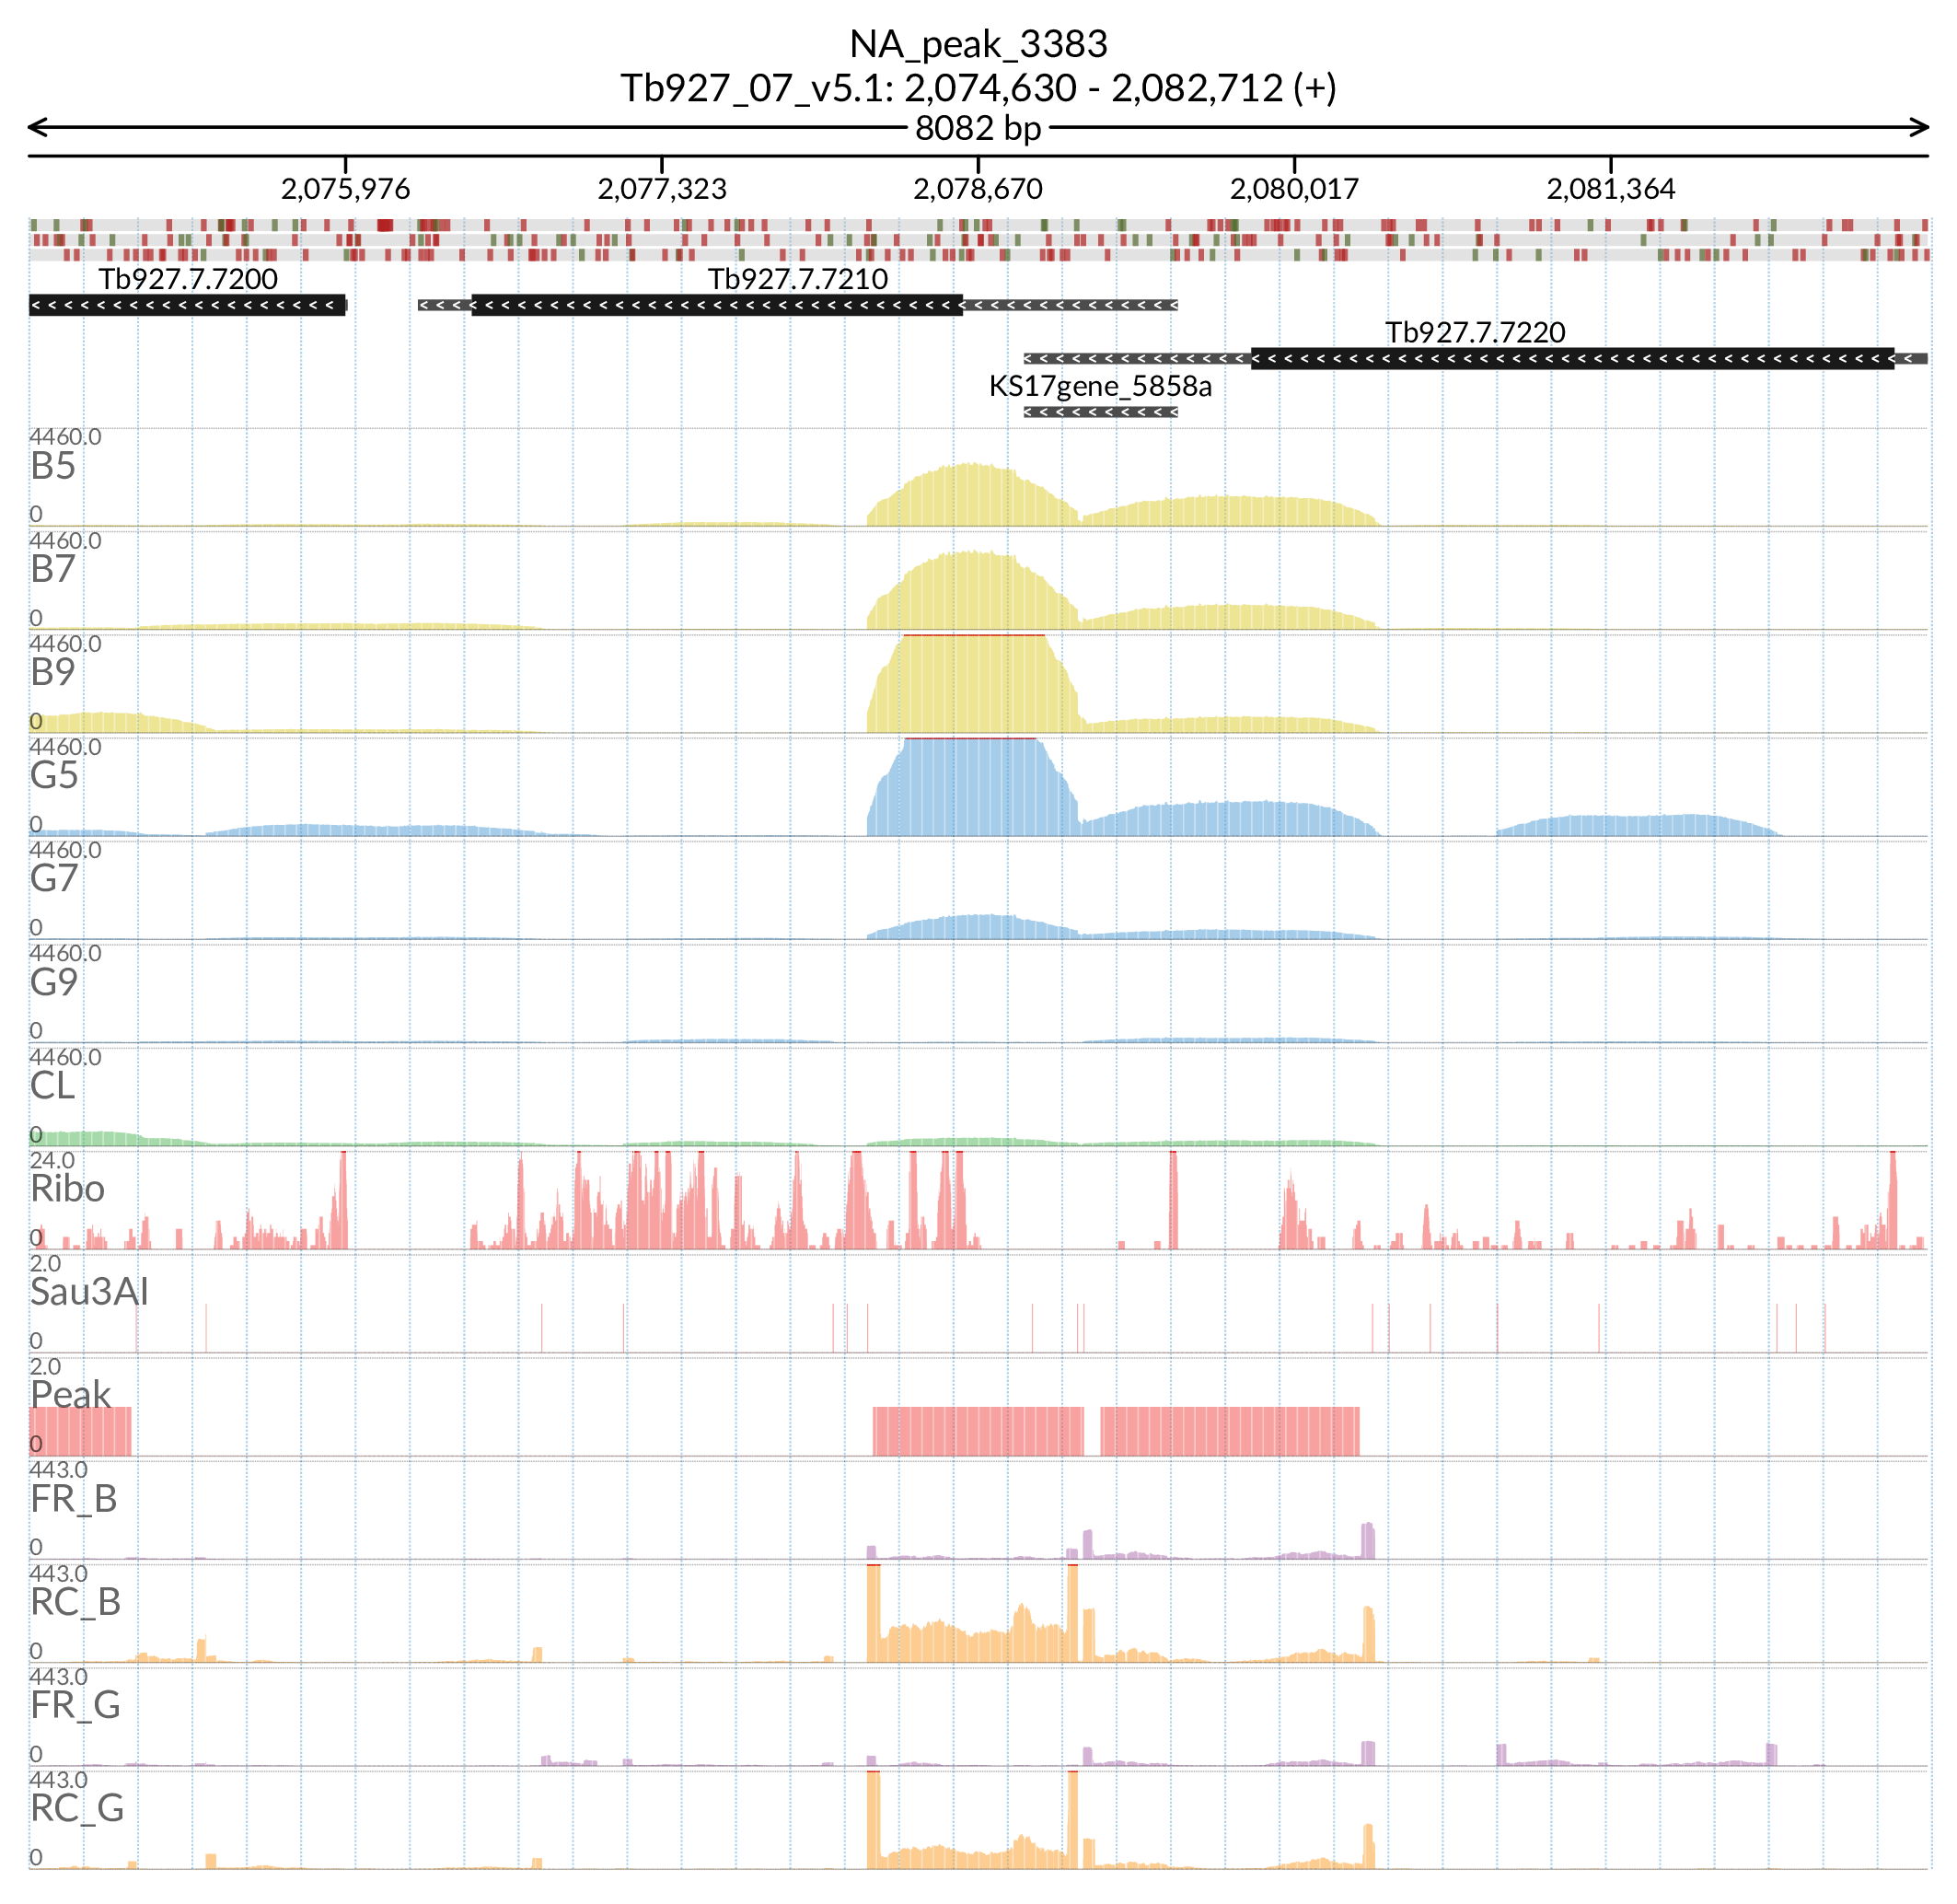 NA_peak_3383
Tb927_07_v5.1: 2,074,630 - 2,082,712 (+)
8082 bp
2,075,976 2,077,323 2,078,670 2,080,017 2,081,364
Tb927.7.7200 Tb927.7.7210
Tb927.7.7220
KS17gene_5858a
4460.0
B5
0
4460.0
B7
0
4460.0
B9
0
4460.0
G5
0
4460.0
G7
0
4460.0
G9
0
4460.0
CL
0
24.0
Ribo
0
2.0
Sau3AI
0
2.0
Peak
0
443.0
FR_B
0
443.0
RC_B
0
443.0
FR_G
0
443.0
RC_G
0